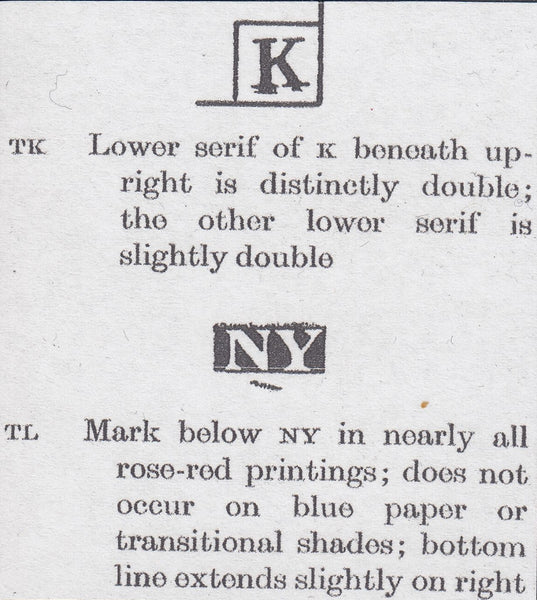 K
TK Lower serif of K beneath up-
right is distinctly double;
the other lower serif is
slightly double
NY
TL Mark below NY in nearly all
rose-red printings; does not
occur on blue paper or
transitional shades; bottom
line extends slightly on right